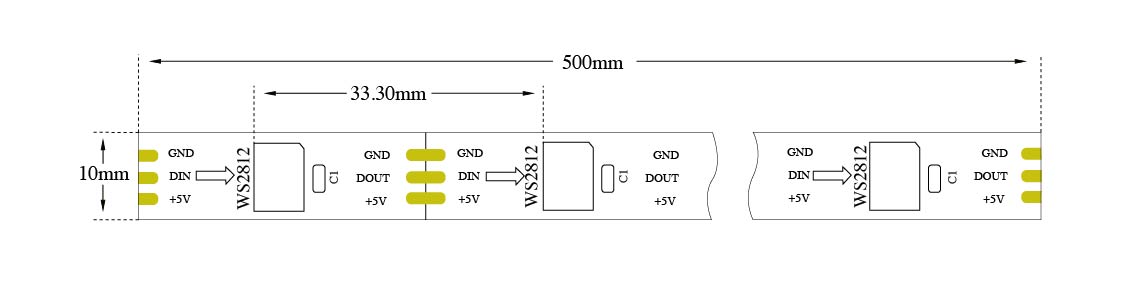 500mm
33.30mm
10mm
GND
DIN
+5V
WS2812
C1
GND
DOUT
+5V
GND
DIN
+5V
WS2812
C1
GND
DOUT
+5V
GND
DIN
+5V
WS2812
C1
GND
DOUT
+5V